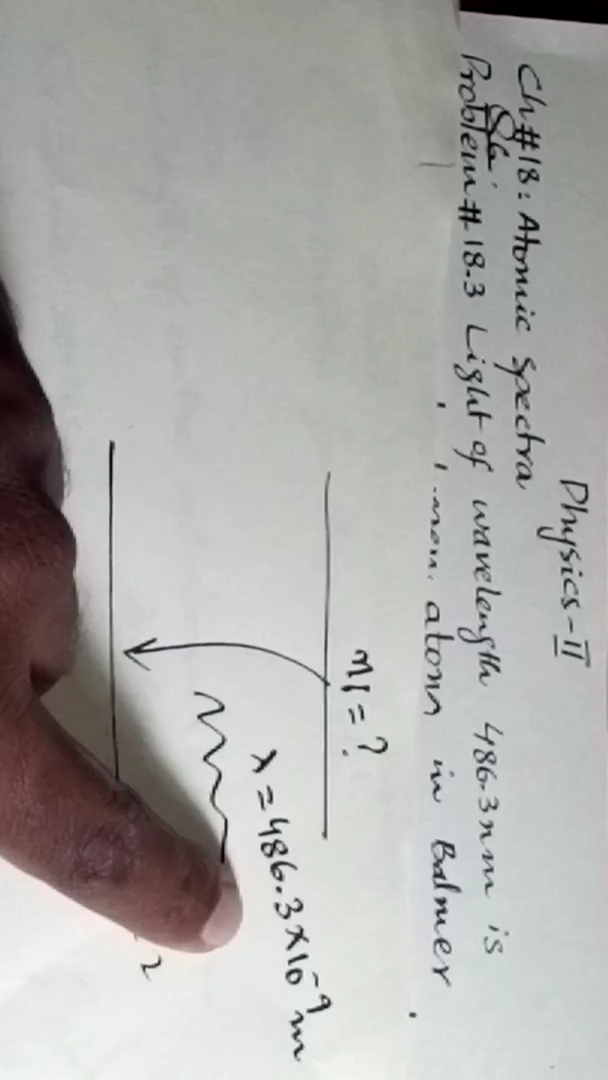 Physics-II
Ch#18: Atomic Spectra
Problem# 18.3 Light of wavelength 486.3nm is
atom in Balmer
n1 = ?
λ = 486.3×10⁻⁹m
2